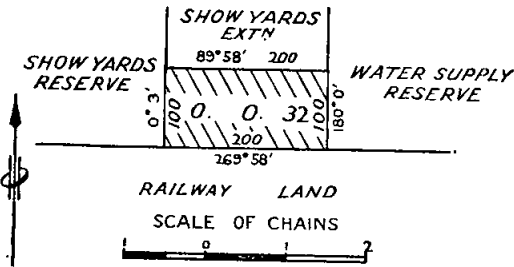 SHOW YARDS
EXTN
SHOW YARDS
RESERVE
89°58' 200
WATER SUPPLY
RESERVE
0°3'
100
0. 0. 32
100
180°0'
200
269°58'
RAILWAY LAND
SCALE OF CHAINS
1 0 1 2